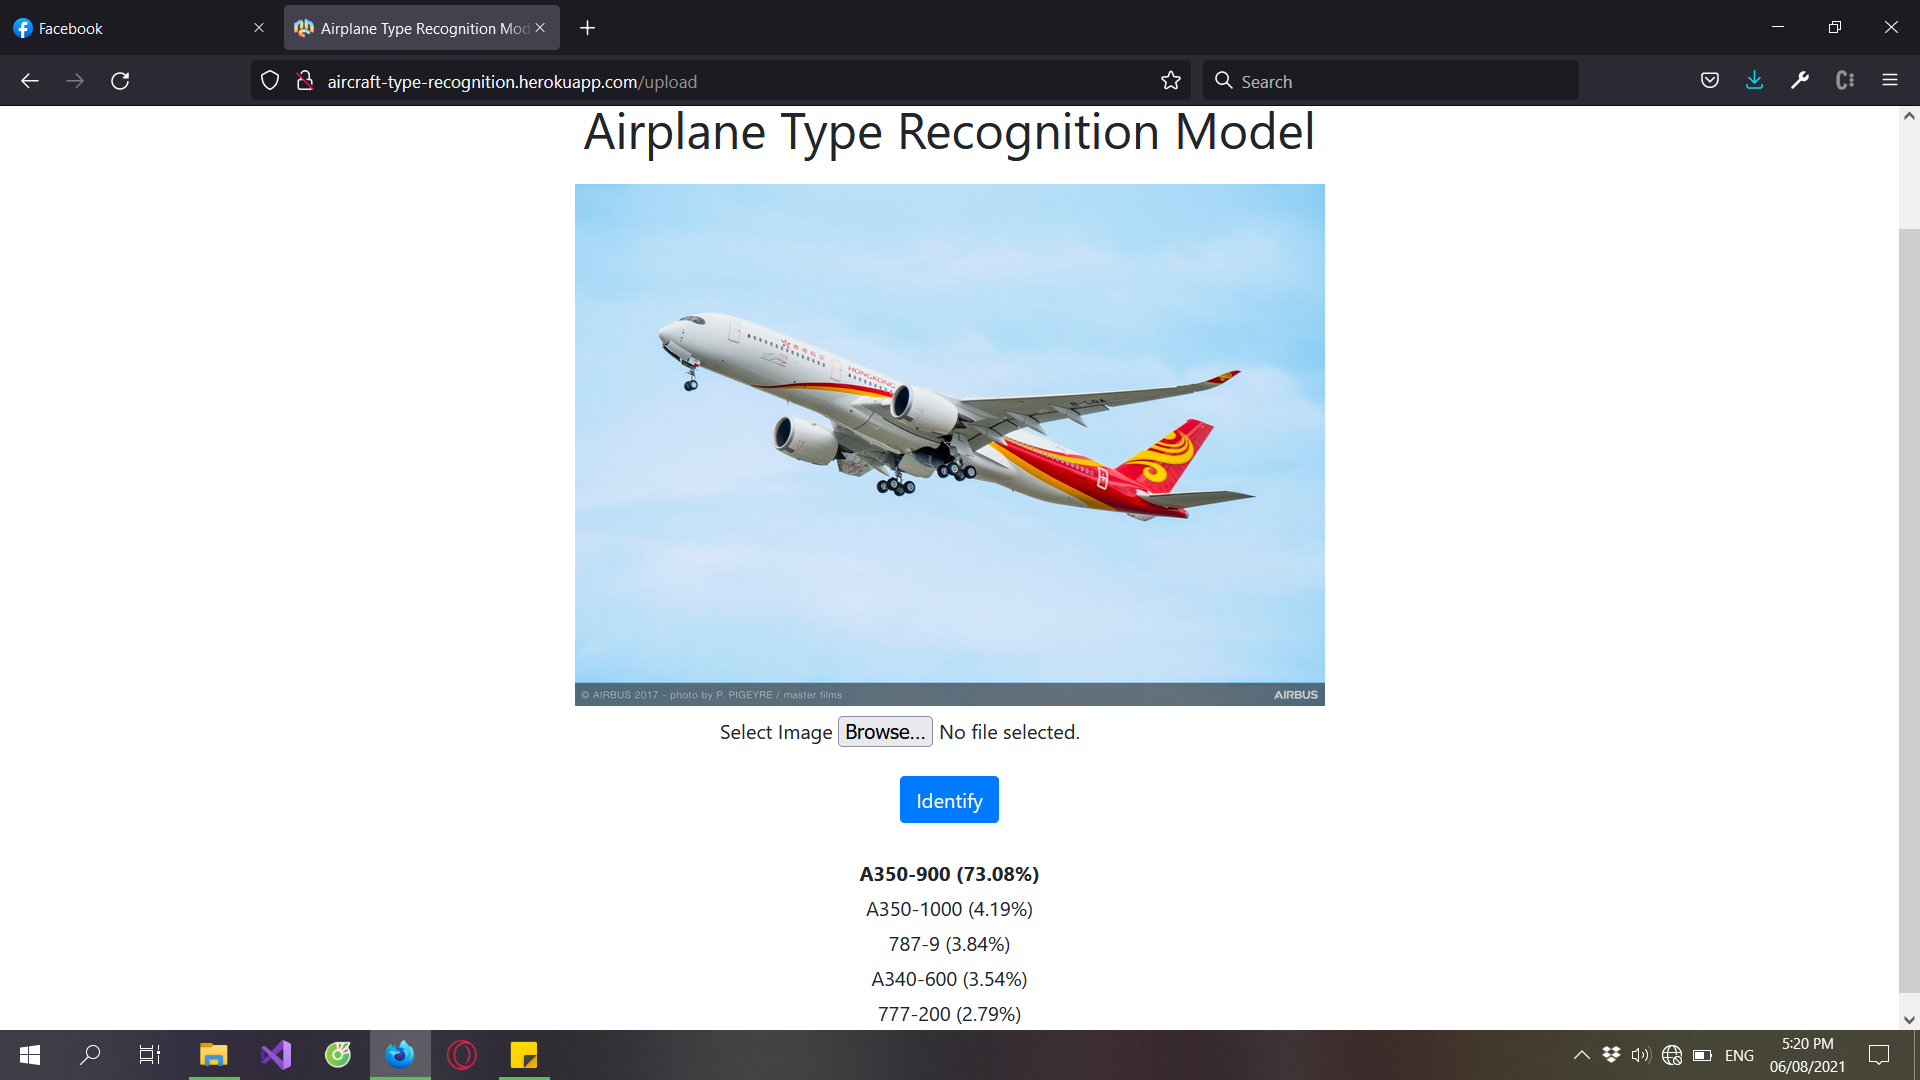 Facebook
Airplane Type Recognition Mod
aircraft-type-recognition.herokuapp.com/upload
Search
Airplane Type Recognition Model
HONGKONG
© AIRBUS 2017 - photo by P. PIGEYRE / master films
AIRBUS
Select Image Browse... No file selected.
Identify
A350-900 (73.08%)
A350-1000 (4.19%)
787-9 (3.84%)
A340-600 (3.54%)
777-200 (2.79%)
ENG
5:20 PM
06/08/2021